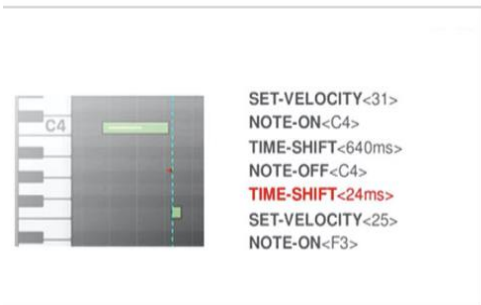 C4
SET-VELOCITY<31>
NOTE-ON<C4>
TIME-SHIFT<640ms>
NOTE-OFF<C4>
TIME-SHIFT<24ms>
SET-VELOCITY<25>
NOTE-ON<F3>